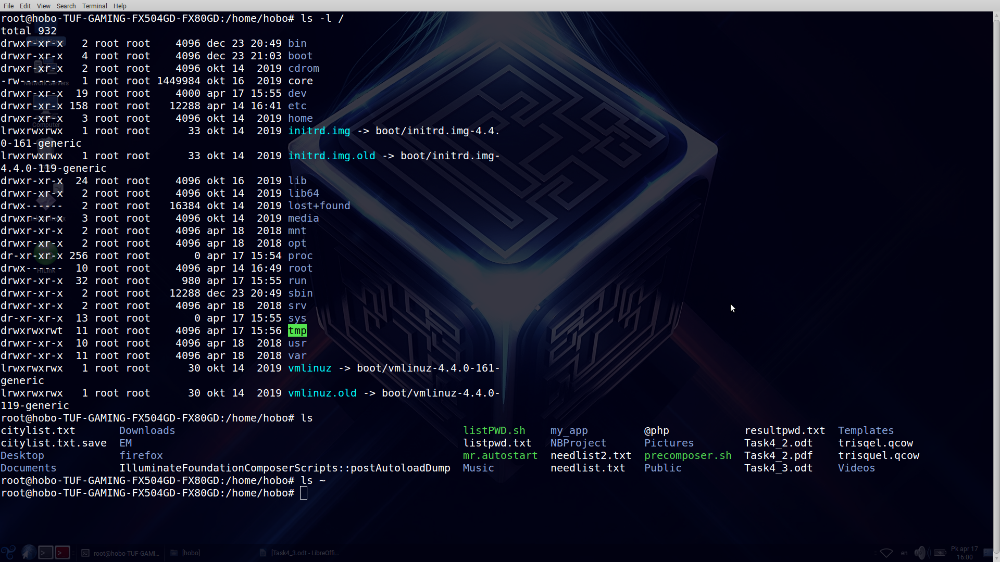 File Edit View Search Terminal Help
root@hobo-TUF-GAMING-FX504GD-FX80GD:/home/hobo# ls -l /
total 932
drwxr-xr-x   2 root root    4096 dec 23 20:49 bin
drwxr-xr-x   4 root root    4096 dec 23 21:03 boot
drwxr-xr-x   2 root root    4096 okt 14  2019 cdrom
-rw-------   1 root root 1449984 okt 16  2019 core
drwxr-xr-x  19 root root    4000 apr 17 15:55 dev
drwxr-xr-x 158 root root   12288 apr 14 16:41 etc
drwxr-xr-x   3 root root    4096 okt 14  2019 home
lrwxrwxrwx   1 root root      33 okt 14  2019 initrd.img -> boot/initrd.img-4.4.
0-161-generic
lrwxrwxrwx   1 root root      33 okt 14  2019 initrd.img.old -> boot/initrd.img-
4.4.0-119-generic
drwxr-xr-x  24 root root    4096 okt 16  2019 lib
drwxr-xr-x   2 root root    4096 okt 14  2019 lib64
drwx------   2 root root   16384 okt 14  2019 lost+found
drwxr-xr-x   3 root root    4096 okt 14  2019 media
drwxr-xr-x   2 root root    4096 apr 18  2018 mnt
drwxr-xr-x   2 root root    4096 apr 18  2018 opt
dr-xr-xr-x 256 root root       0 apr 17 15:54 proc
drwx------  10 root root    4096 apr 14 16:49 root
drwxr-xr-x  32 root root     980 apr 17 15:55 run
drwxr-xr-x   2 root root   12288 dec 23 20:49 sbin
drwxr-xr-x   2 root root    4096 apr 18  2018 srv
dr-xr-xr-x  13 root root       0 apr 17 15:55 sys
drwxrwxrwt  11 root root    4096 apr 17 15:56 tmp
drwxr-xr-x  10 root root    4096 apr 18  2018 usr
drwxr-xr-x  11 root root    4096 apr 18  2018 var
lrwxrwxrwx   1 root root      30 okt 14  2019 vmlinuz -> boot/vmlinuz-4.4.0-161-
generic
lrwxrwxrwx   1 root root      30 okt 14  2019 vmlinuz.old -> boot/vmlinuz-4.4.0-
119-generic
root@hobo-TUF-GAMING-FX504GD-FX80GD:/home/hobo# ls
citylist.txt       Downloads                                              listPWD.sh    my_app         @php            resultpwd.txt  Templates
citylist.txt.save  EM                                                     listpwd.txt   NBProject      Pictures        Task4_2.odt    trisqel.qcow
Desktop            firefox                                                mr.autostart  needlist2.txt  precomposer.sh  Task4_2.pdf    trisquel.qcow
Documents          IlluminateFoundationComposerScripts::postAutoloadDump  Music         needlist.txt   Public          Task4_3.odt    Videos
root@hobo-TUF-GAMING-FX504GD-FX80GD:/home/hobo# ls ~
root@hobo-TUF-GAMING-FX504GD-FX80GD:/home/hobo#
Network Servers
Computer
HiLink
root@hobo-TUF-GAMI... [hobo] [Task4_3.odt - LibreOffi... en Pk apr 17
16:00